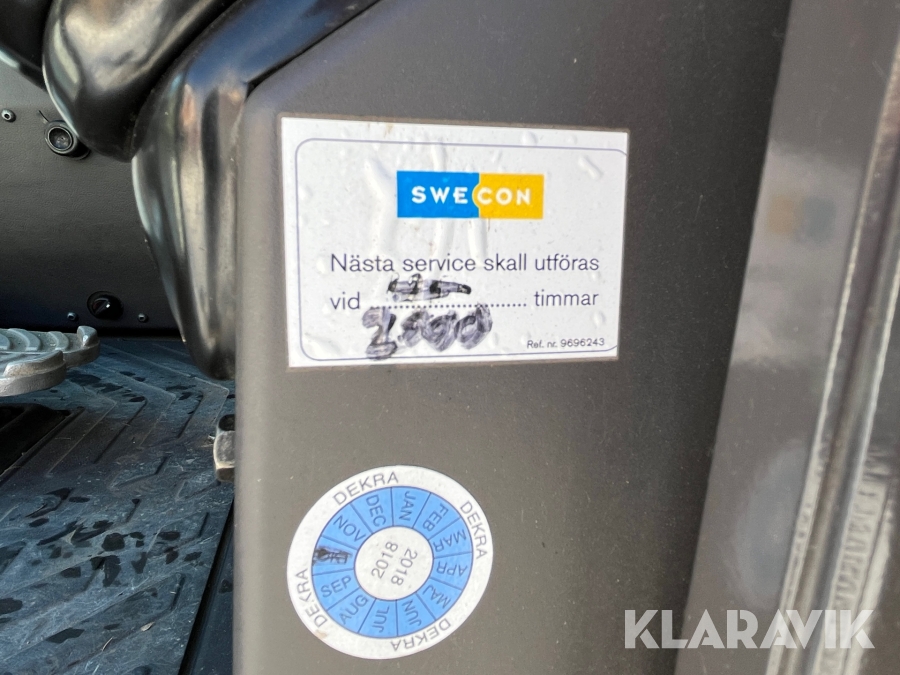 SWECON
Nästa service skall utföras
vid .......................... timmar
Ref. nr. 9696243
DEKRA DEKRA DEKRA DEKRA
JAN FEB MAR APR MAJ JUN JUL AUG SEP NOV DEC
2018 2018
KLARAVIK